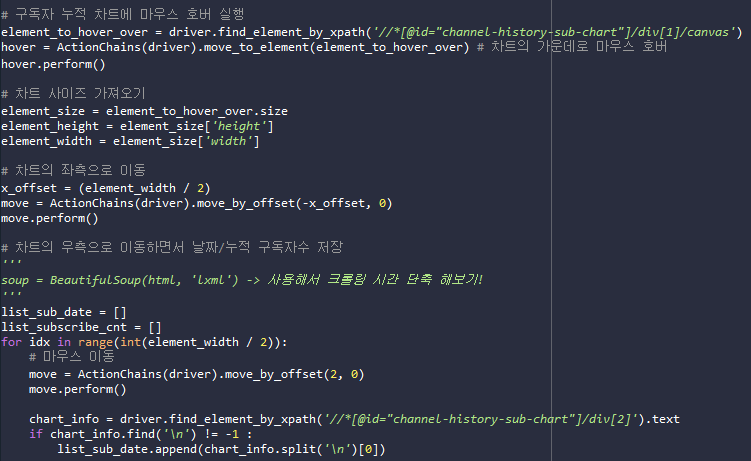 # 구독자 누적 차트에 마우스 호버 실행
element_to_hover_over = driver.find_element_by_xpath('//*[@id="channel-history-sub-chart"]/div[1]/canvas')
hover = ActionChains(driver).move_to_element(element_to_hover_over) # 차트의 가운데로 마우스 호버
hover.perform()

# 차트 사이즈 가져오기
element_size = element_to_hover_over.size
element_height = element_size['height']
element_width = element_size['width']

# 차트의 좌측으로 이동
x_offset = (element_width / 2)
move = ActionChains(driver).move_by_offset(-x_offset, 0)
move.perform()

# 차트의 우측으로 이동하면서 날짜/누적 구독자수 저장
'''
soup = BeautifulSoup(html, 'lxml') -> 사용해서 크롤링 시간 단축 해보기!
'''
list_sub_date = []
list_subscribe_cnt = []
for idx in range(int(element_width / 2)):
    # 마우스 이동
    move = ActionChains(driver).move_by_offset(2, 0)
    move.perform()

    chart_info = driver.find_element_by_xpath('//*[@id="channel-history-sub-chart"]/div[2]').text
    if chart_info.find('\n') != -1 :
        list_sub_date.append(chart_info.split('\n')[0])